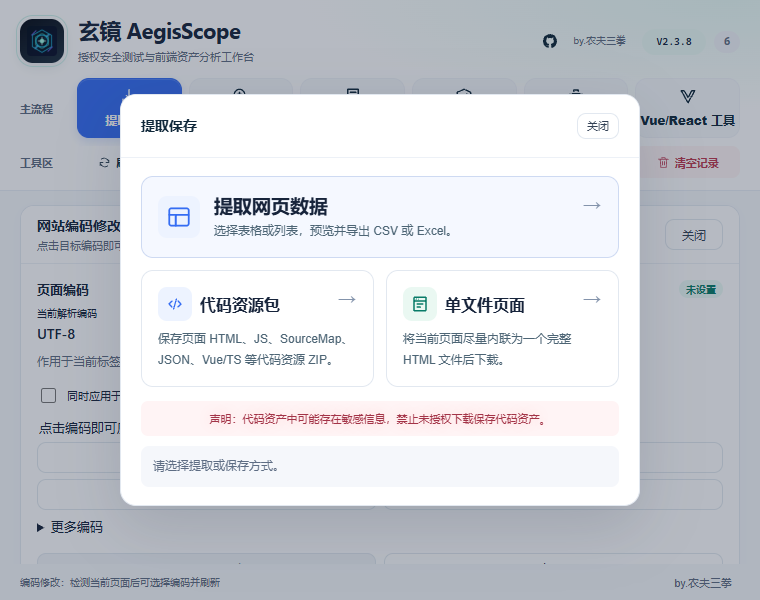 玄镜 AegisScope
授权安全测试与前端资产分析工作台
by.农夫三拳
V2.3.8
6
主流程
提取
Vue/React 工具
工具区
清空记录
提取保存
关闭
提取网页数据
选择表格或列表，预览并导出 CSV 或 Excel。
代码资源包
保存页面 HTML、JS、SourceMap、
JSON、Vue/TS 等代码资源 ZIP。
单文件页面
将当前页面尽量内联为一个完整
HTML 文件后下载。
声明：代码资产中可能存在敏感信息，禁止未授权下载保存代码资产。
请选择提取或保存方式。
网站编码修改
点击目标编码即可
关闭
页面编码
未设置
当前解析编码
UTF-8
作用于当前标签
同时应用于
点击编码即可
更多编码
编码修改：检测当前页面后可选择编码并刷新
by.农夫三拳